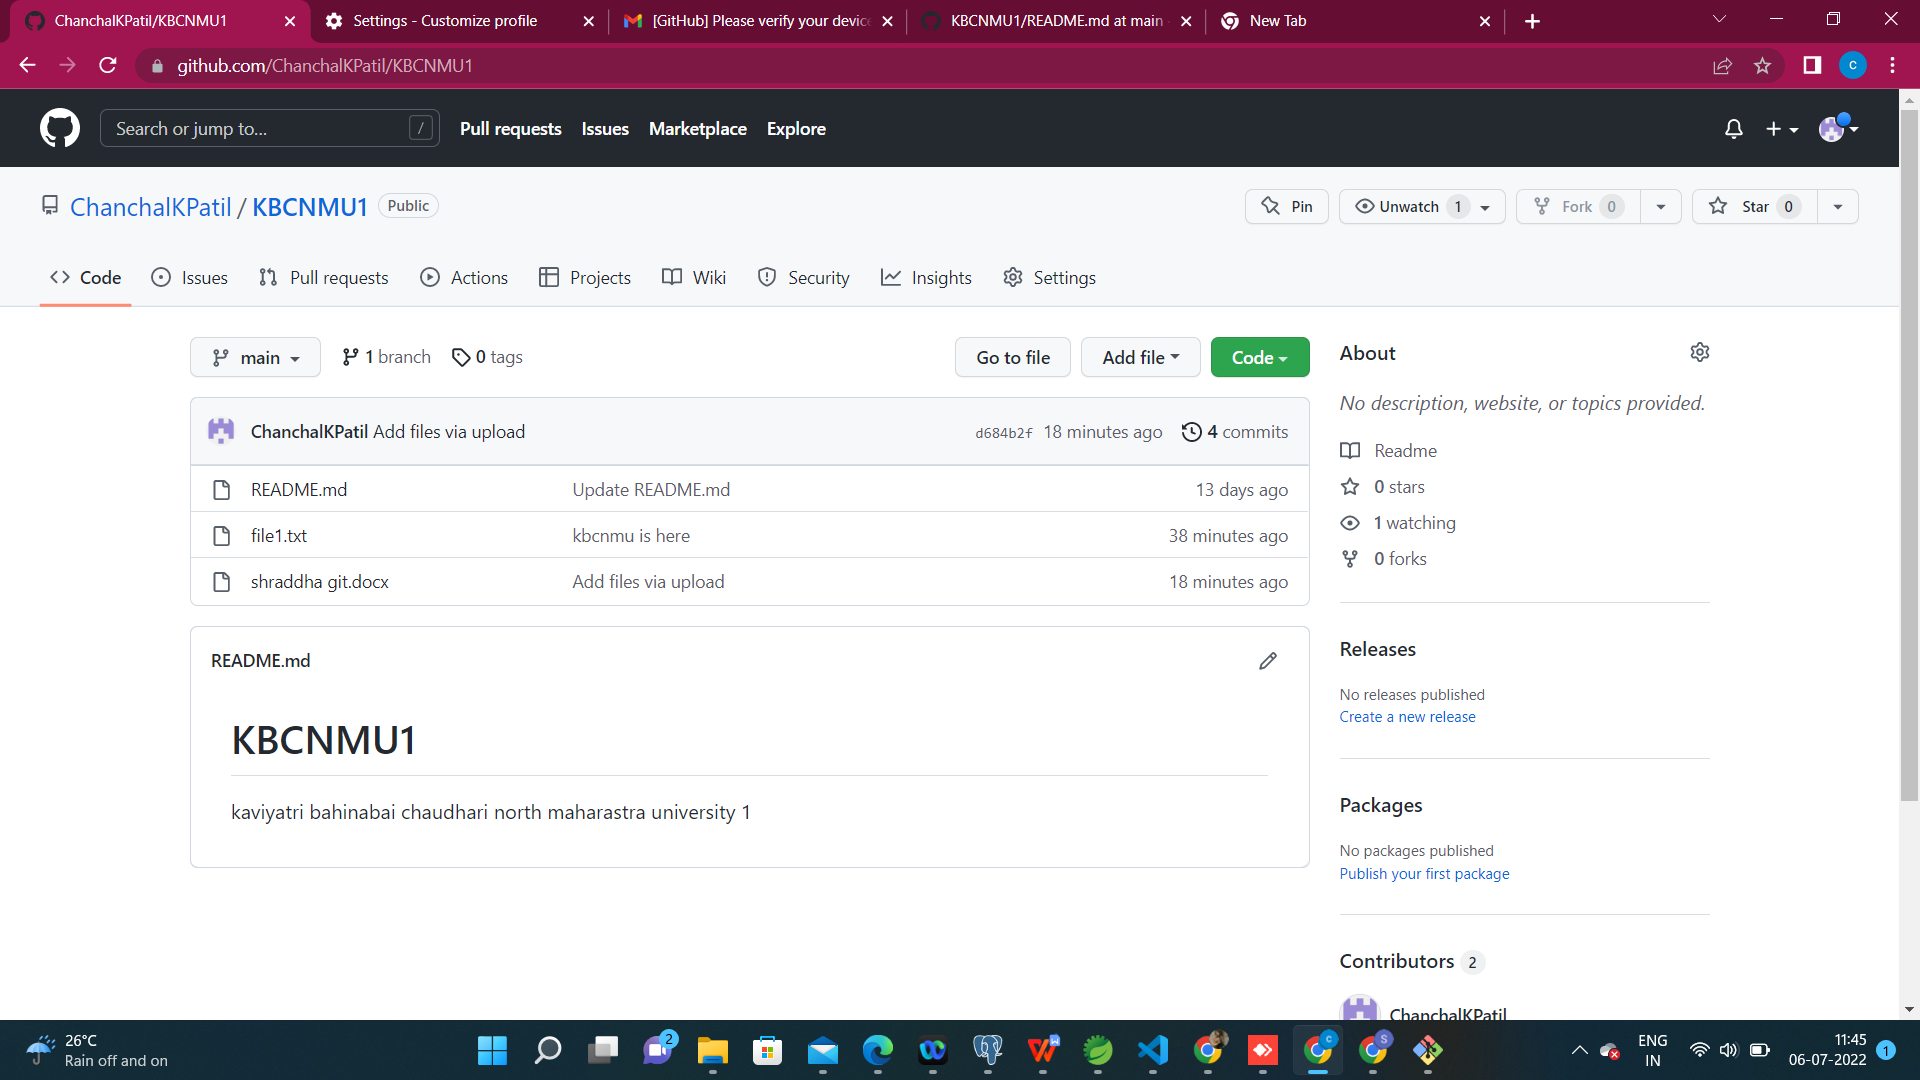 ChanchalKPatil/KBCNMU1
Settings - Customize profile
[GitHub] Please verify your device
KBCNMU1/README.md at main
New Tab
github.com/ChanchalKPatil/KBCNMU1
C
Search or jump to...
/
Pull requests
Issues
Marketplace
Explore
ChanchalKPatil / KBCNMU1
Public
Pin
Unwatch 1
Fork 0
Star 0
Code
Issues
Pull requests
Actions
Projects
Wiki
Security
Insights
Settings
main
1 branch
0 tags
Go to file
Add file
Code
ChanchalKPatil Add files via upload
d684b2f 18 minutes ago
4 commits
README.md
Update README.md
13 days ago
file1.txt
kbcnmu is here
38 minutes ago
shraddha git.docx
Add files via upload
18 minutes ago
README.md
KBCNMU1
kaviyatri bahinabai chaudhari north maharastra university 1
About
No description, website, or topics provided.
Readme
0 stars
1 watching
0 forks
Releases
No releases published
Create a new release
Packages
No packages published
Publish your first package
Contributors 2
ChanchalKPatil
26°C
Rain off and on
2
W
C
S
ENG
IN
11:45
06-07-2022
1